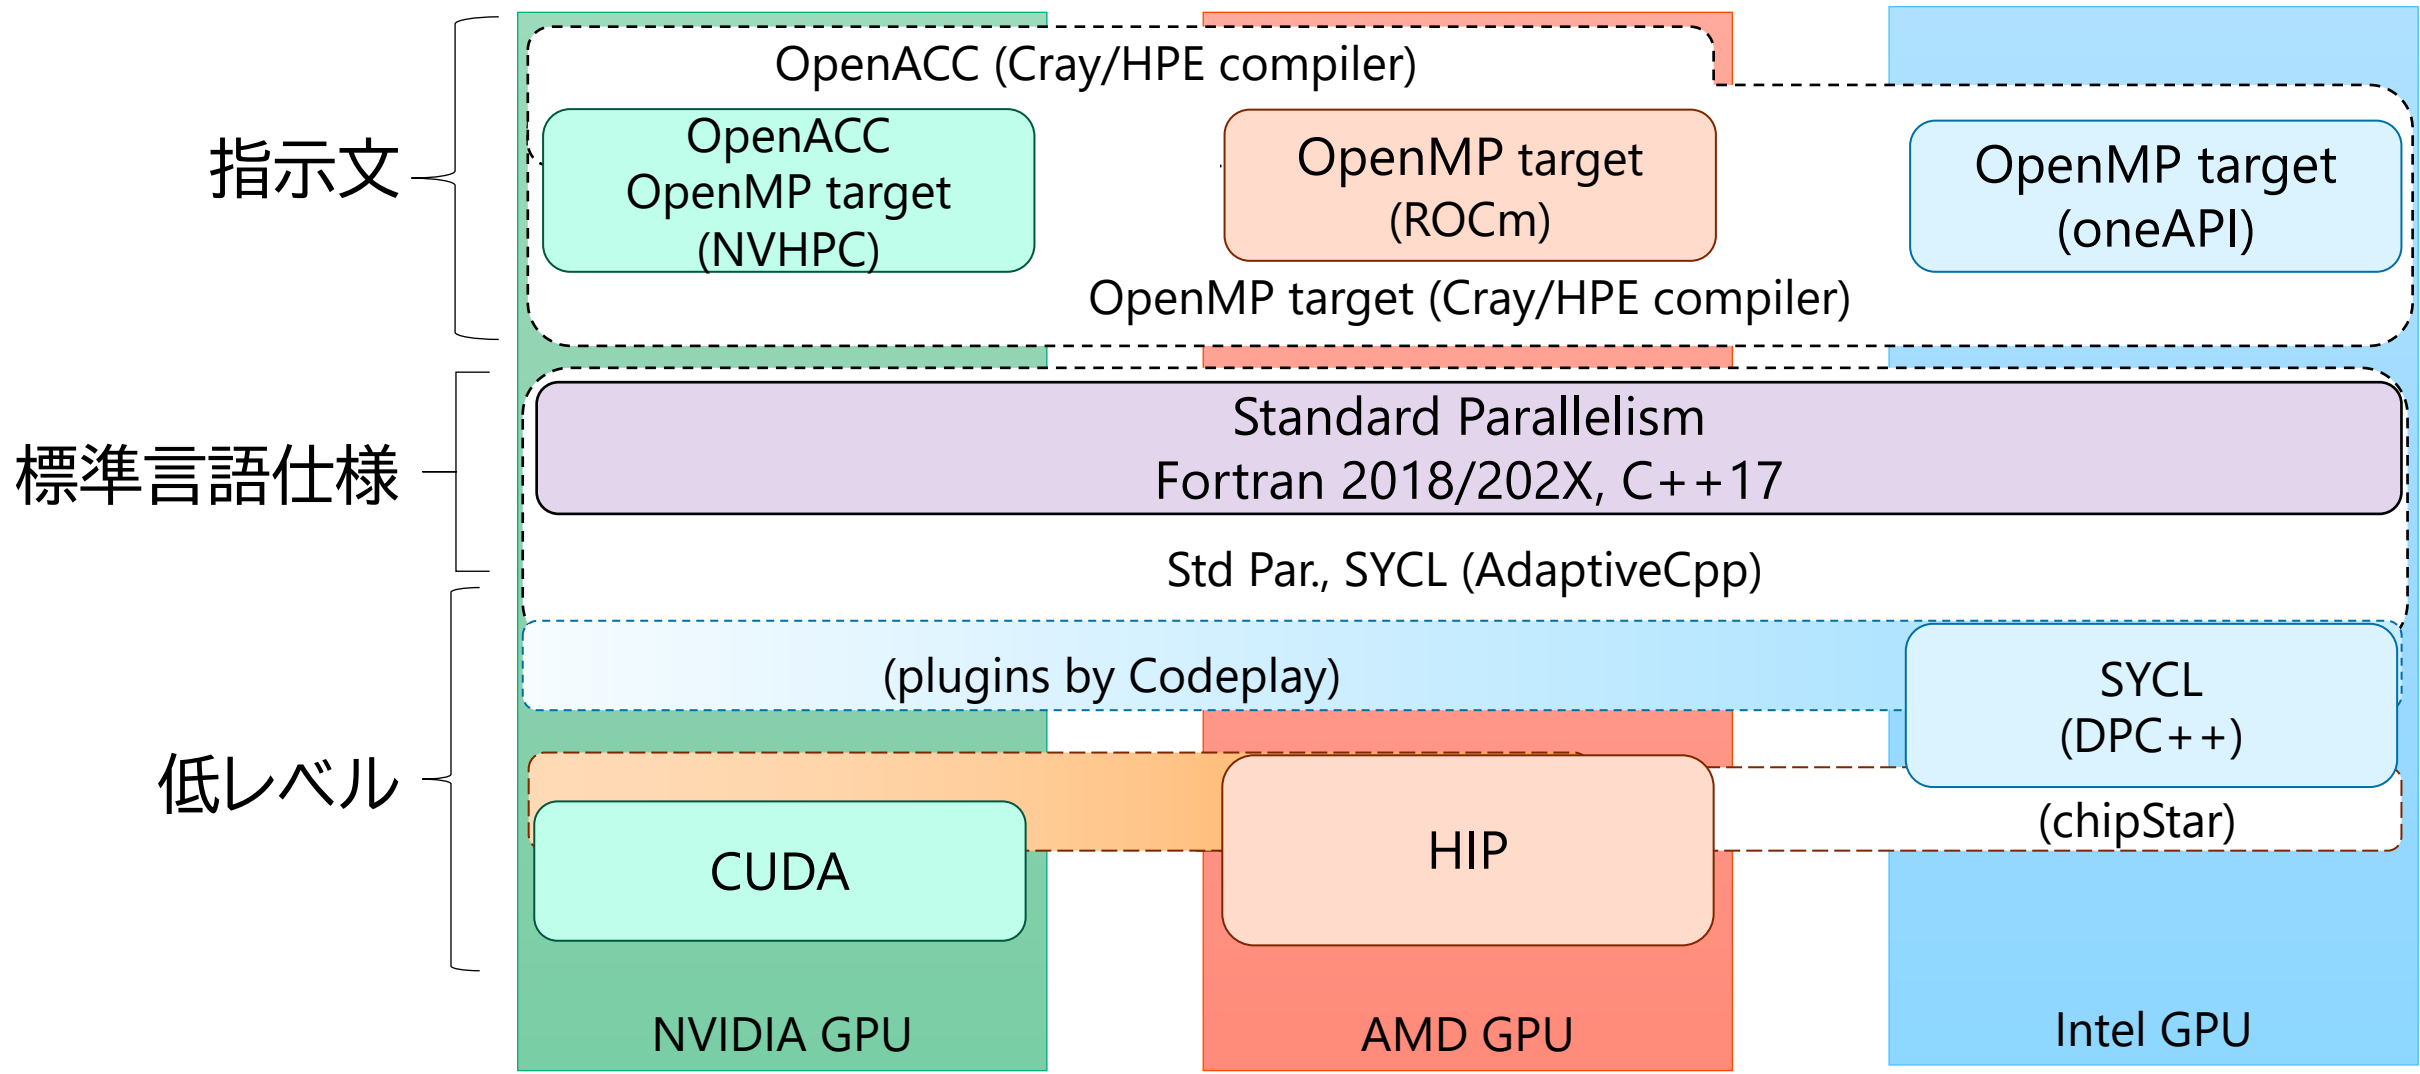 指示文
OpenACC (Cray/HPE compiler)
OpenACC
OpenMP target
(NVHPC)
OpenMP target
(ROCm)
OpenMP target
(oneAPI)
OpenMP target (Cray/HPE compiler)
標準言語仕様
Standard Parallelism
Fortran 2018/202X, C++17
Std Par., SYCL (AdaptiveCpp)
低レベル
(plugins by Codeplay)
SYCL
(DPC++)
CUDA
HIP
(chipStar)
NVIDIA GPU
AMD GPU
Intel GPU